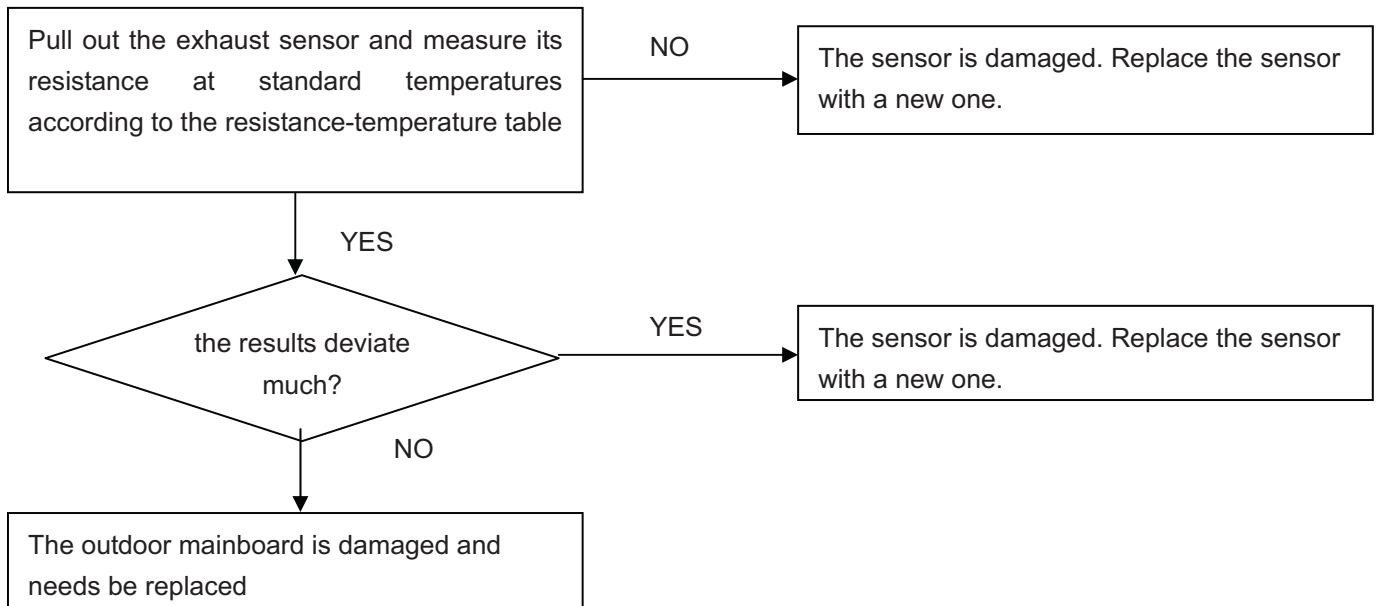 Pull out the exhaust sensor and measure its
resistance at standard temperatures
according to the resistance-temperature table
NO
The sensor is damaged. Replace the sensor
with a new one.
YES
the results deviate
much?
YES
The sensor is damaged. Replace the sensor
with a new one.
NO
The outdoor mainboard is damaged and
needs be replaced